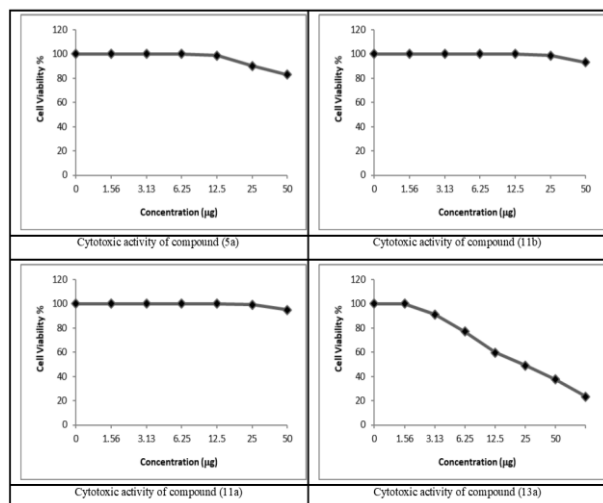 120
100
80
60
40
20
0
Cell Viability %
0 1.56 3.13 6.25 12.5 25 50
Concentration (µg)
Cytotoxic activity of compound (5a)
120
100
80
60
40
20
0
Cell Viability %
0 1.56 3.13 6.25 12.5 25 50
Concentration (µg)
Cytotoxic activity of compound (11b)
120
100
80
60
40
20
0
Cell Viability %
0 1.56 3.13 6.25 12.5 25 50
Concentration (µg)
Cytotoxic activity of compound (11a)
120
100
80
60
40
20
0
Cell Viability %
0 1.56 3.13 6.25 12.5 25 50
Concentration (µg)
Cytotoxic activity of compound (13a)